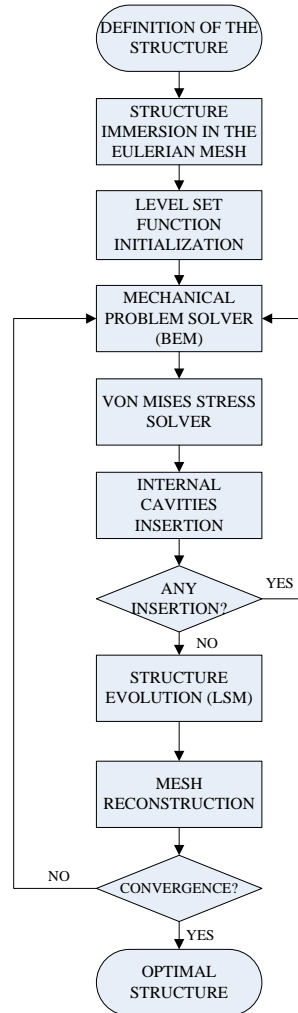 DEFINITION OF THE
STRUCTURE
STRUCTURE
IMMERSION IN THE
EULERIAN MESH
LEVEL SET
FUNCTION
INITIALIZATION
MECHANICAL
PROBLEM SOLVER
(BEM)
VON MISES STRESS
SOLVER
INTERNAL
CAVITIES
INSERTION
ANY
INSERTION?
YES
NO
STRUCTURE
EVOLUTION (LSM)
MESH
RECONSTRUCTION
CONVERGENCE?
NO
YES
OPTIMAL
STRUCTURE